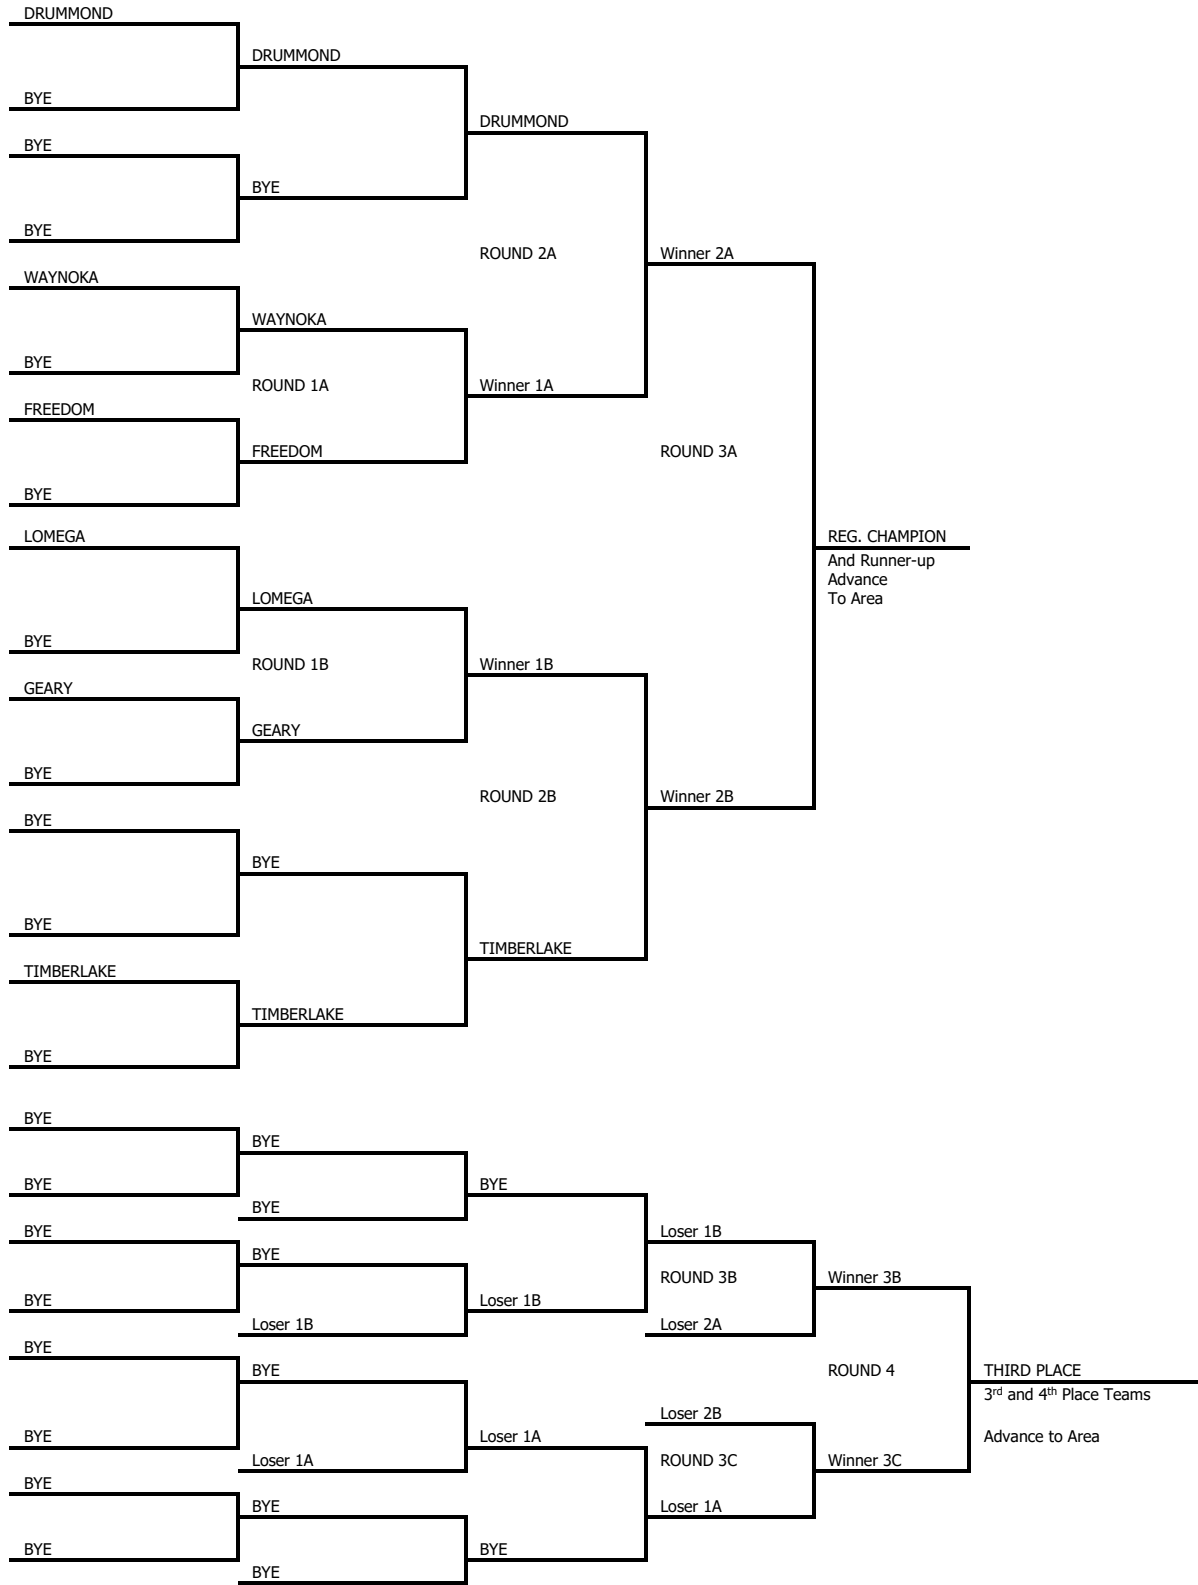 DRUMMOND
DRUMMOND
BYE
DRUMMOND
BYE
BYE
BYE
ROUND 2A
Winner 2A
WAYNOKA
WAYNOKA
BYE
ROUND 1A
Winner 1A
FREEDOM
FREEDOM
ROUND 3A
BYE
LOMEGA
REG. CHAMPION
And Runner-up
Advance
To Area
LOMEGA
BYE
ROUND 1B
Winner 1B
GEARY
GEARY
BYE
ROUND 2B
Winner 2B
BYE
BYE
BYE
TIMBERLAKE
TIMBERLAKE
TIMBERLAKE
BYE
BYE
BYE
BYE
BYE
BYE
BYE
Loser 1B
BYE
ROUND 3B
Winner 3B
BYE
Loser 1B
Loser 1B
Loser 2A
BYE
BYE
ROUND 4
THIRD PLACE
3rd and 4th Place Teams
Loser 2B
BYE
Loser 1A
Advance to Area
Loser 1A
ROUND 3C
Winner 3C
BYE
BYE
Loser 1A
BYE
BYE
BYE